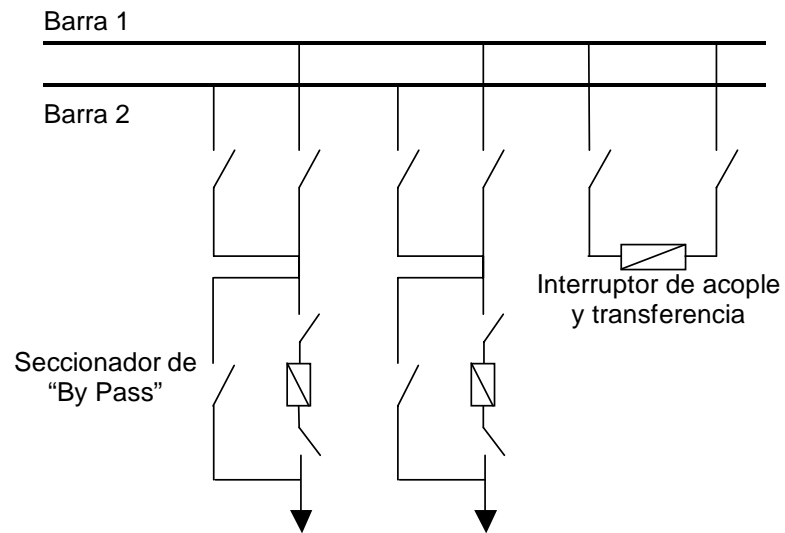 Barra 1
Barra 2
Interruptor de acople
y transferencia
Seccionador de
“By Pass”